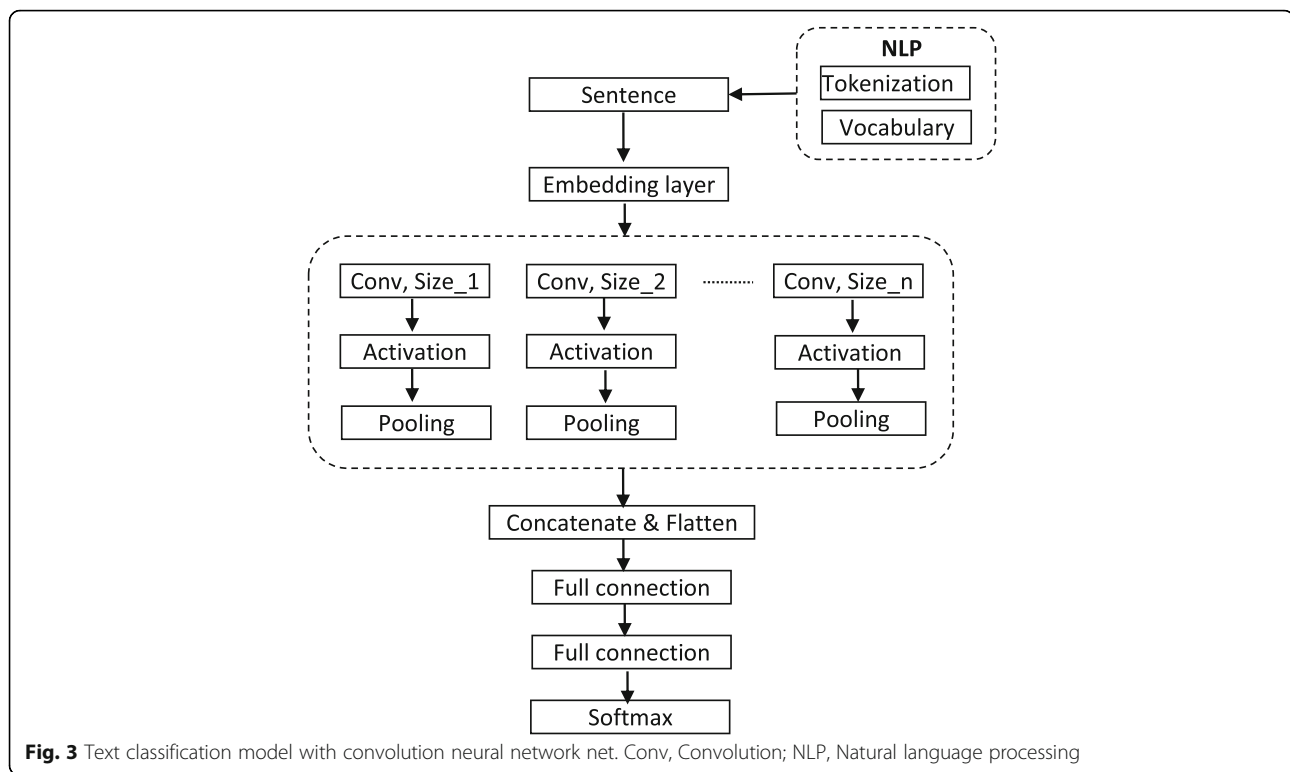 NLP
Tokenization
Vocabulary
Sentence
Embedding layer
Conv, Size_1 Conv, Size_2 ............ Conv, Size_n
Activation Activation Activation
Pooling Pooling Pooling
Concatenate & Flatten
Full connection
Full connection
Softmax
Fig. 3 Text classification model with convolution neural network net. Conv, Convolution; NLP, Natural language processing